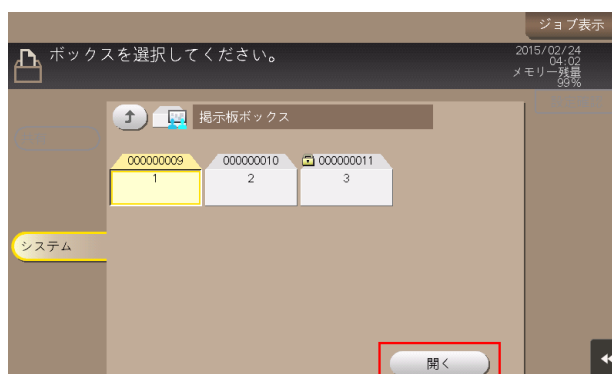 ジョブ表示
ボックスを選択してください。
2015/02/24
04:02
メモリー残量
99%
掲示板ボックス
000000009
000000010
000000011
1
2
3
システム
開く